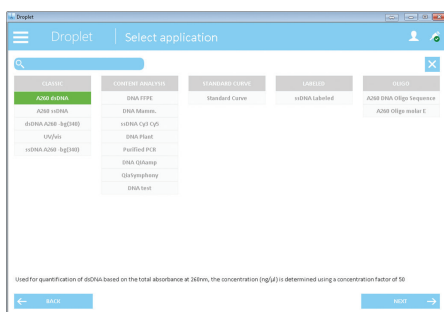 Droplet
Droplet
Select application
CLASSIC
CONTENT ANALYSIS
STANDARD CURVE
LABELED
OLIGO
A260 dsDNA
DNA FFPE
Standard Curve
ssDNA Labeled
A260 DNA Oligo Sequence
A260 ssDNA
DNA Mamm.
A260 Oligo molar E
dsDNA A260 -bg(340)
ssDNA Cy3 Cy5
UV/vis
DNA Plant
ssDNA A260 -bg(340)
Purified PCR
DNA QIAamp
QIaSymphony
DNA test
Used for quantification of dsDNA based on the total absorbance at 260nm, the concentration (ng/µl) is determined using a concentration factor of 50
BACK
NEXT